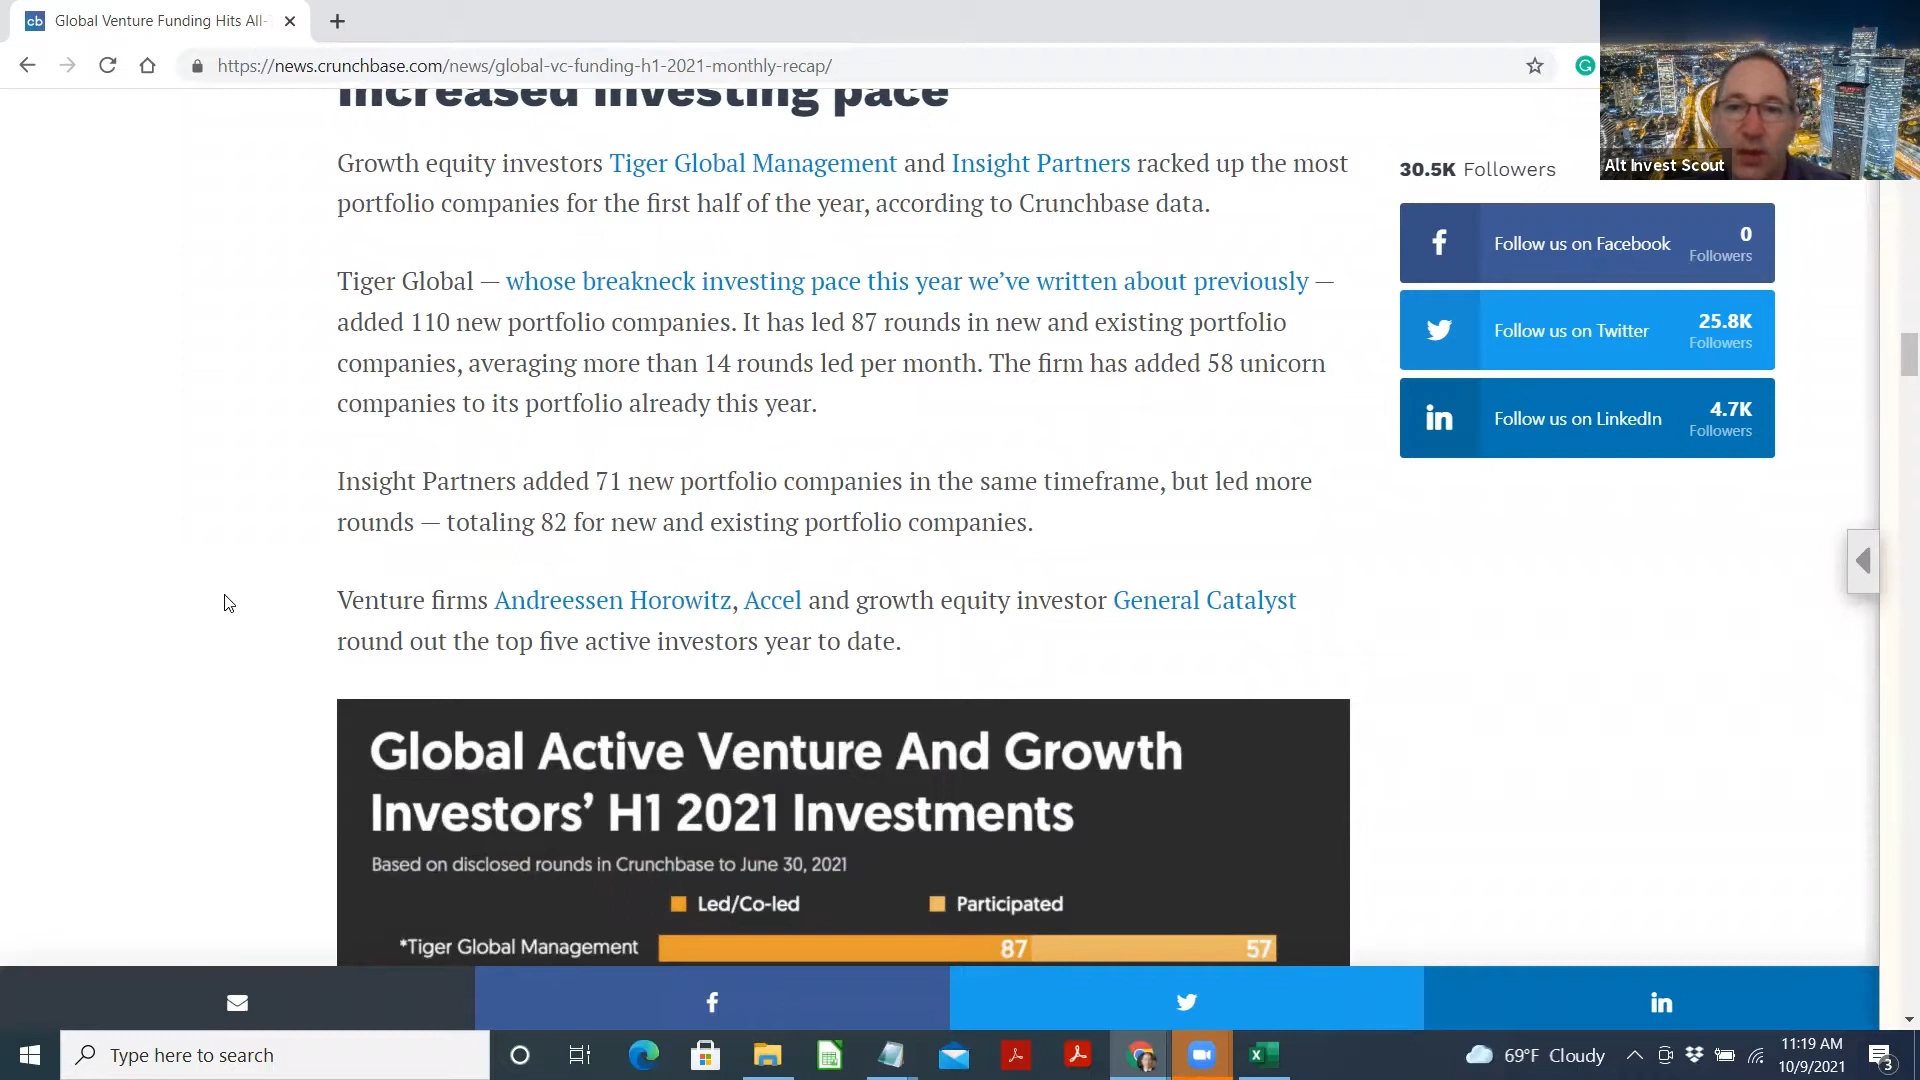 Global Venture Funding Hits All-
https://news.crunchbase.com/news/global-vc-funding-h1-2021-monthly-recap/
Increased investing pace
Growth equity investors Tiger Global Management and Insight Partners racked up the most
portfolio companies for the first half of the year, according to Crunchbase data.
Tiger Global — whose breakneck investing pace this year we've written about previously —
added 110 new portfolio companies. It has led 87 rounds in new and existing portfolio
companies, averaging more than 14 rounds led per month. The firm has added 58 unicorn
companies to its portfolio already this year.
Insight Partners added 71 new portfolio companies in the same timeframe, but led more
rounds — totaling 82 for new and existing portfolio companies.
Venture firms Andreessen Horowitz, Accel and growth equity investor General Catalyst
round out the top five active investors year to date.
Global Active Venture And Growth
Investors' H1 2021 Investments
Based on disclosed rounds in Crunchbase to June 30, 2021
Led/Co-led Participated
*Tiger Global Management 87 57
Alt Invest Scout
30.5K Followers
Follow us on Facebook 0
Followers
Follow us on Twitter 25.8K
Followers
Follow us on LinkedIn 4.7K
Followers
Type here to search
69°F Cloudy
11:19 AM
10/9/2021
3